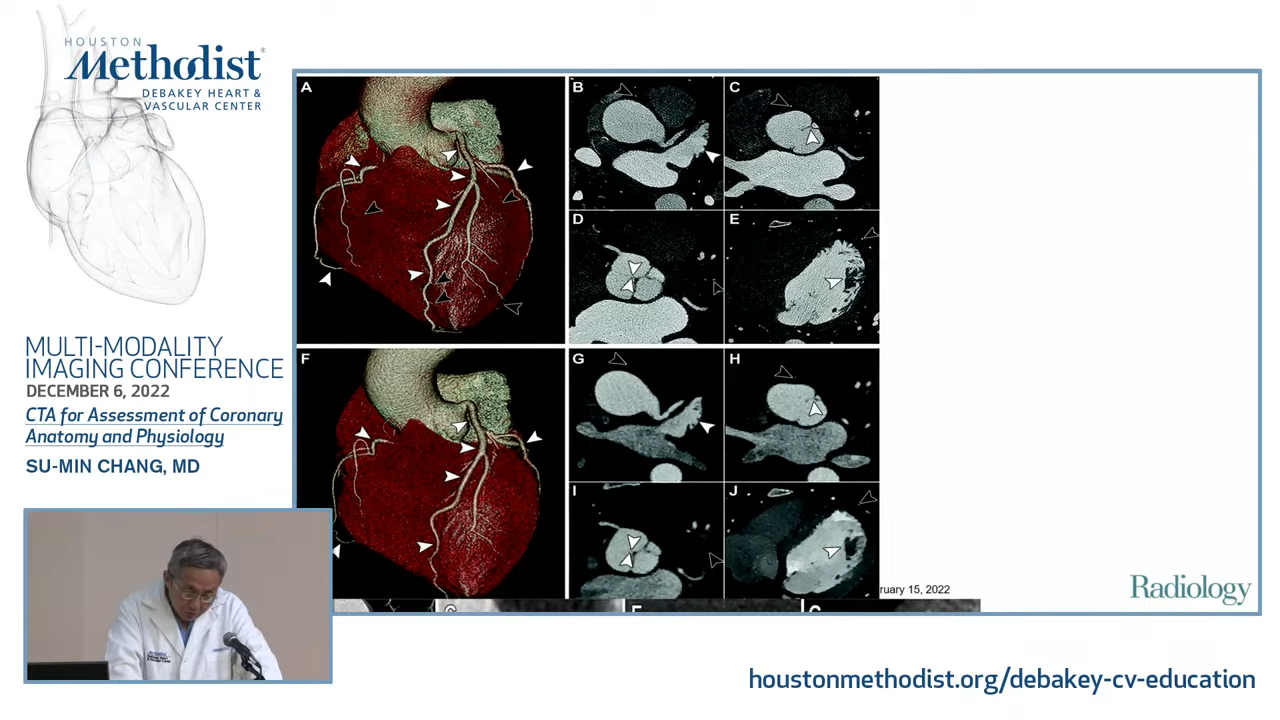 HOUSTON
Methodist
DEBAKEY HEART &
VASCULAR CENTER
MULTI-MODALITY
IMAGING CONFERENCE
DECEMBER 6, 2022
CTA for Assessment of Coronary
Anatomy and Physiology
SU-MIN CHANG, MD
A
B
C
D
E
F
G
H
I
J
ruary 15, 2022
Radiology
houstonmethodist.org/debakey-cv-education